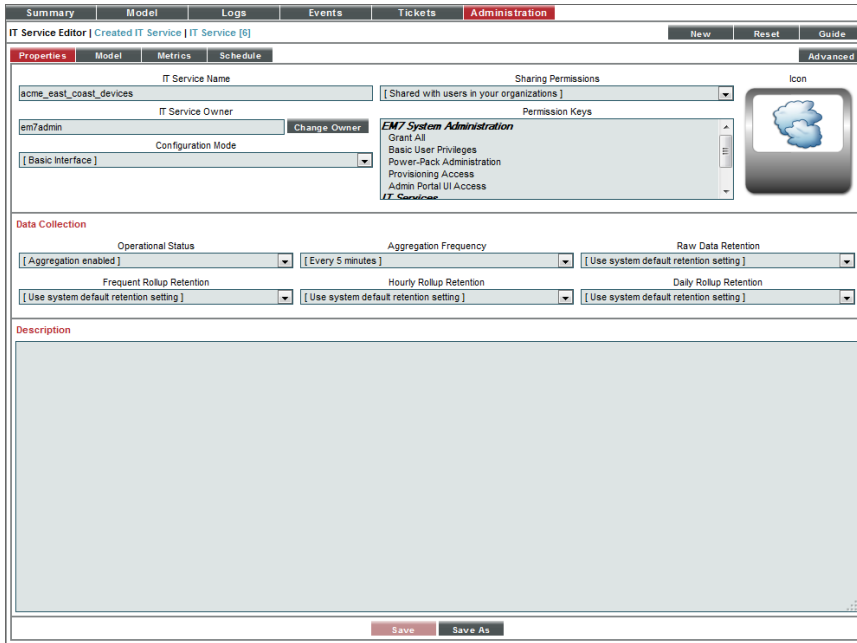 Summary Model Logs Events Tickets Administration
IT Service Editor | Created IT Service | IT Service [6] New Reset Guide
Properties Model Metrics Schedule Advanced
IT Service Name Sharing Permissions Icon
acme_east_coast_devices [ Shared with users in your organizations ]
IT Service Owner Permission Keys
em7admin Change Owner EM7 System Administration
Grant All
Configuration Mode Basic User Privileges
[ Basic Interface ] Power-Pack Administration
Provisioning Access
Admin Portal UI Access
IT Services
Data Collection
Operational Status Aggregation Frequency Raw Data Retention
[ Aggregation enabled ] [ Every 5 minutes ] [ Use system default retention setting ]
Frequent Rollup Retention Hourly Rollup Retention Daily Rollup Retention
[ Use system default retention setting ] [ Use system default retention setting ] [ Use system default retention setting ]
Description
Save Save As